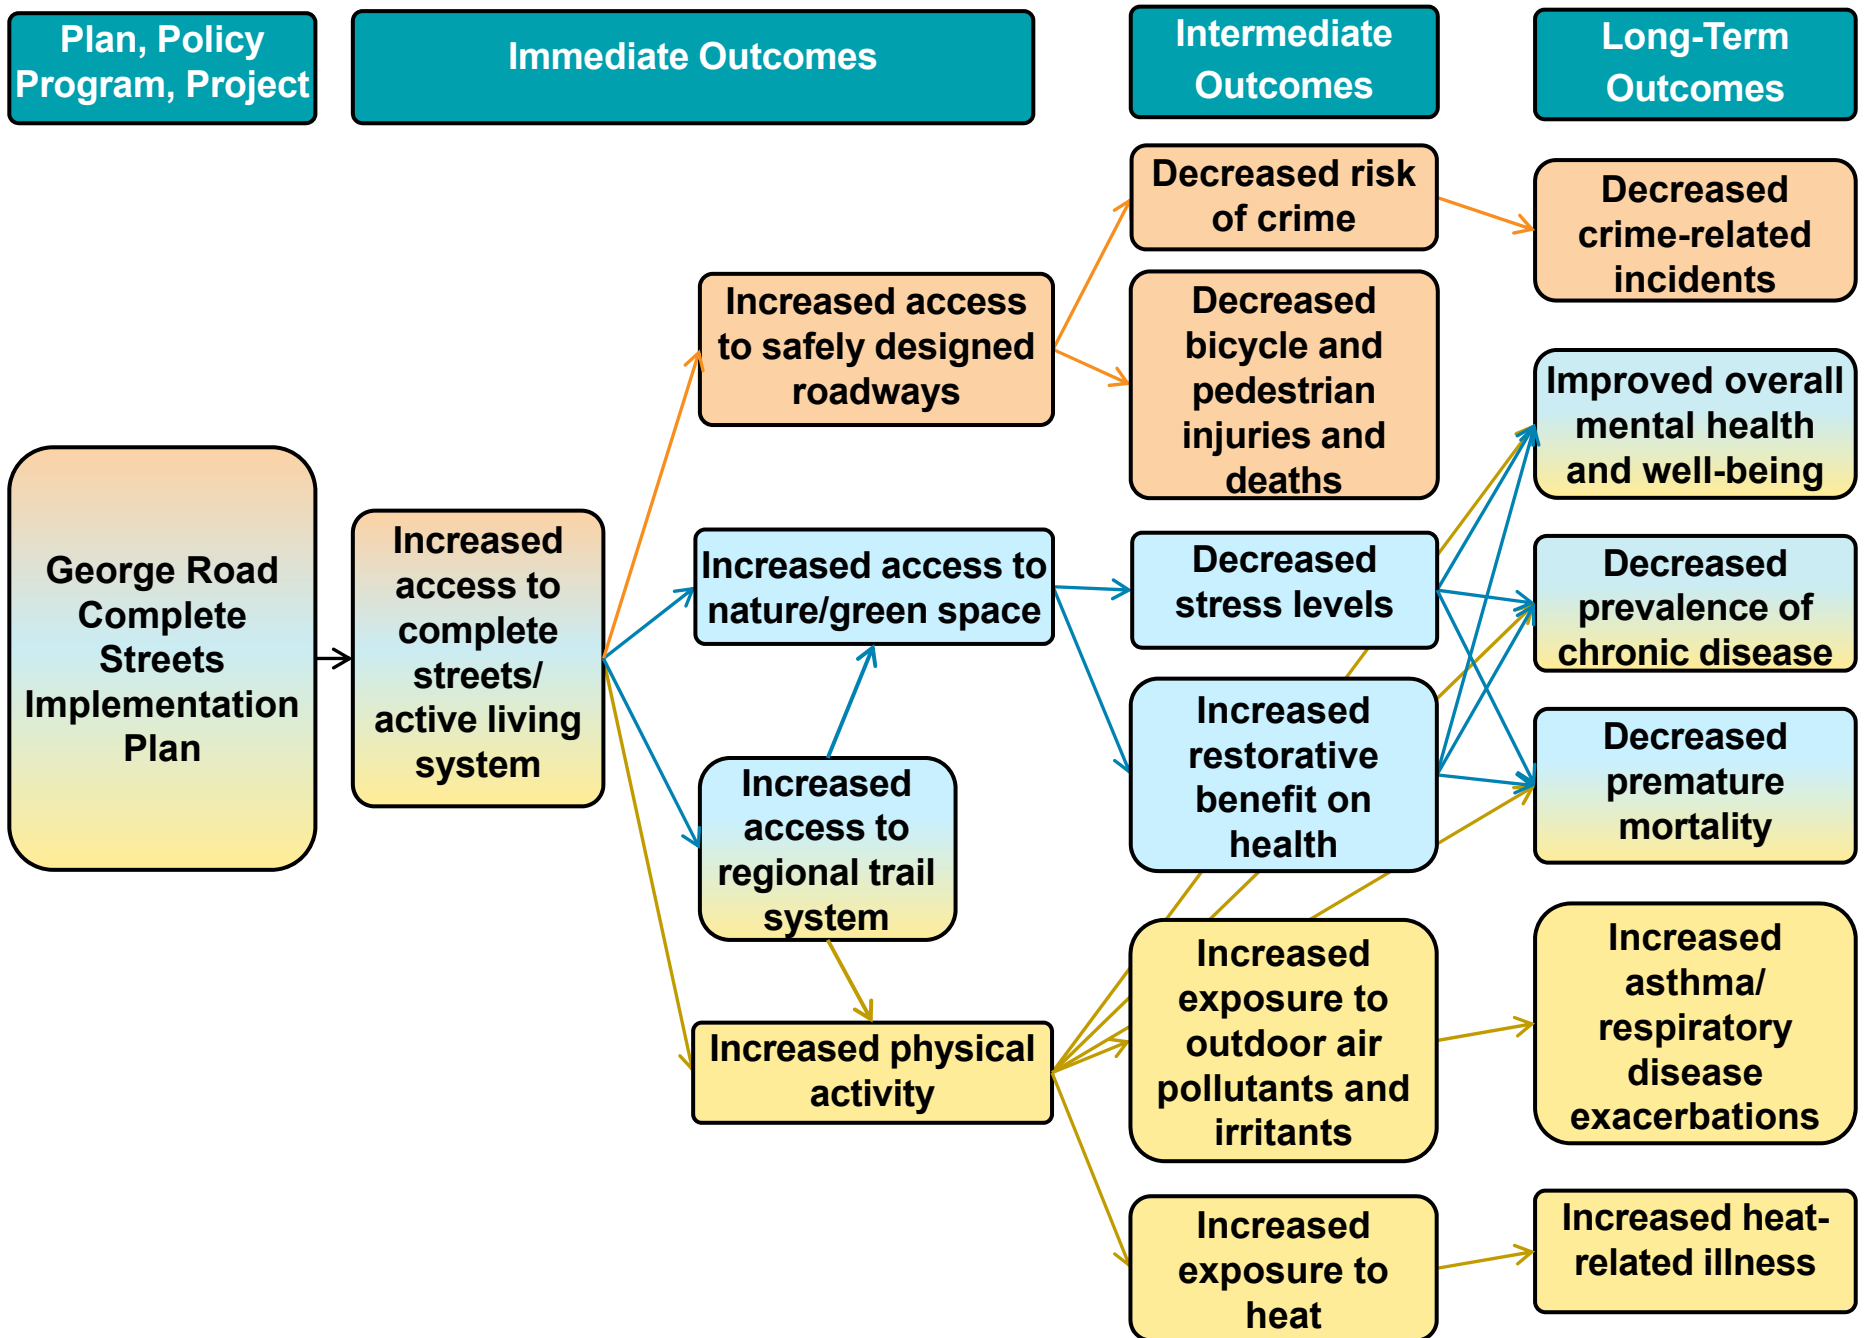 Plan, Policy
Program, Project
Immediate Outcomes
Intermediate
Outcomes
Long-Term
Outcomes
George Road
Complete
Streets
Implementation
Plan
Increased
access to
complete
streets/
active living
system
Increased access
to safely designed
roadways
Increased access to
nature/green space
Increased
access to
regional trail
system
Increased physical
activity
Decreased risk
of crime
Decreased
bicycle and
pedestrian
injuries and
deaths
Decreased
stress levels
Increased
restorative
benefit on
health
Increased
exposure to
outdoor air
pollutants and
irritants
Increased
exposure to
heat
Decreased
crime-related
incidents
Improved overall
mental health
and well-being
Decreased
prevalence of
chronic disease
Decreased
premature
mortality
Increased
asthma/
respiratory
disease
exacerbations
Increased heat-
related illness